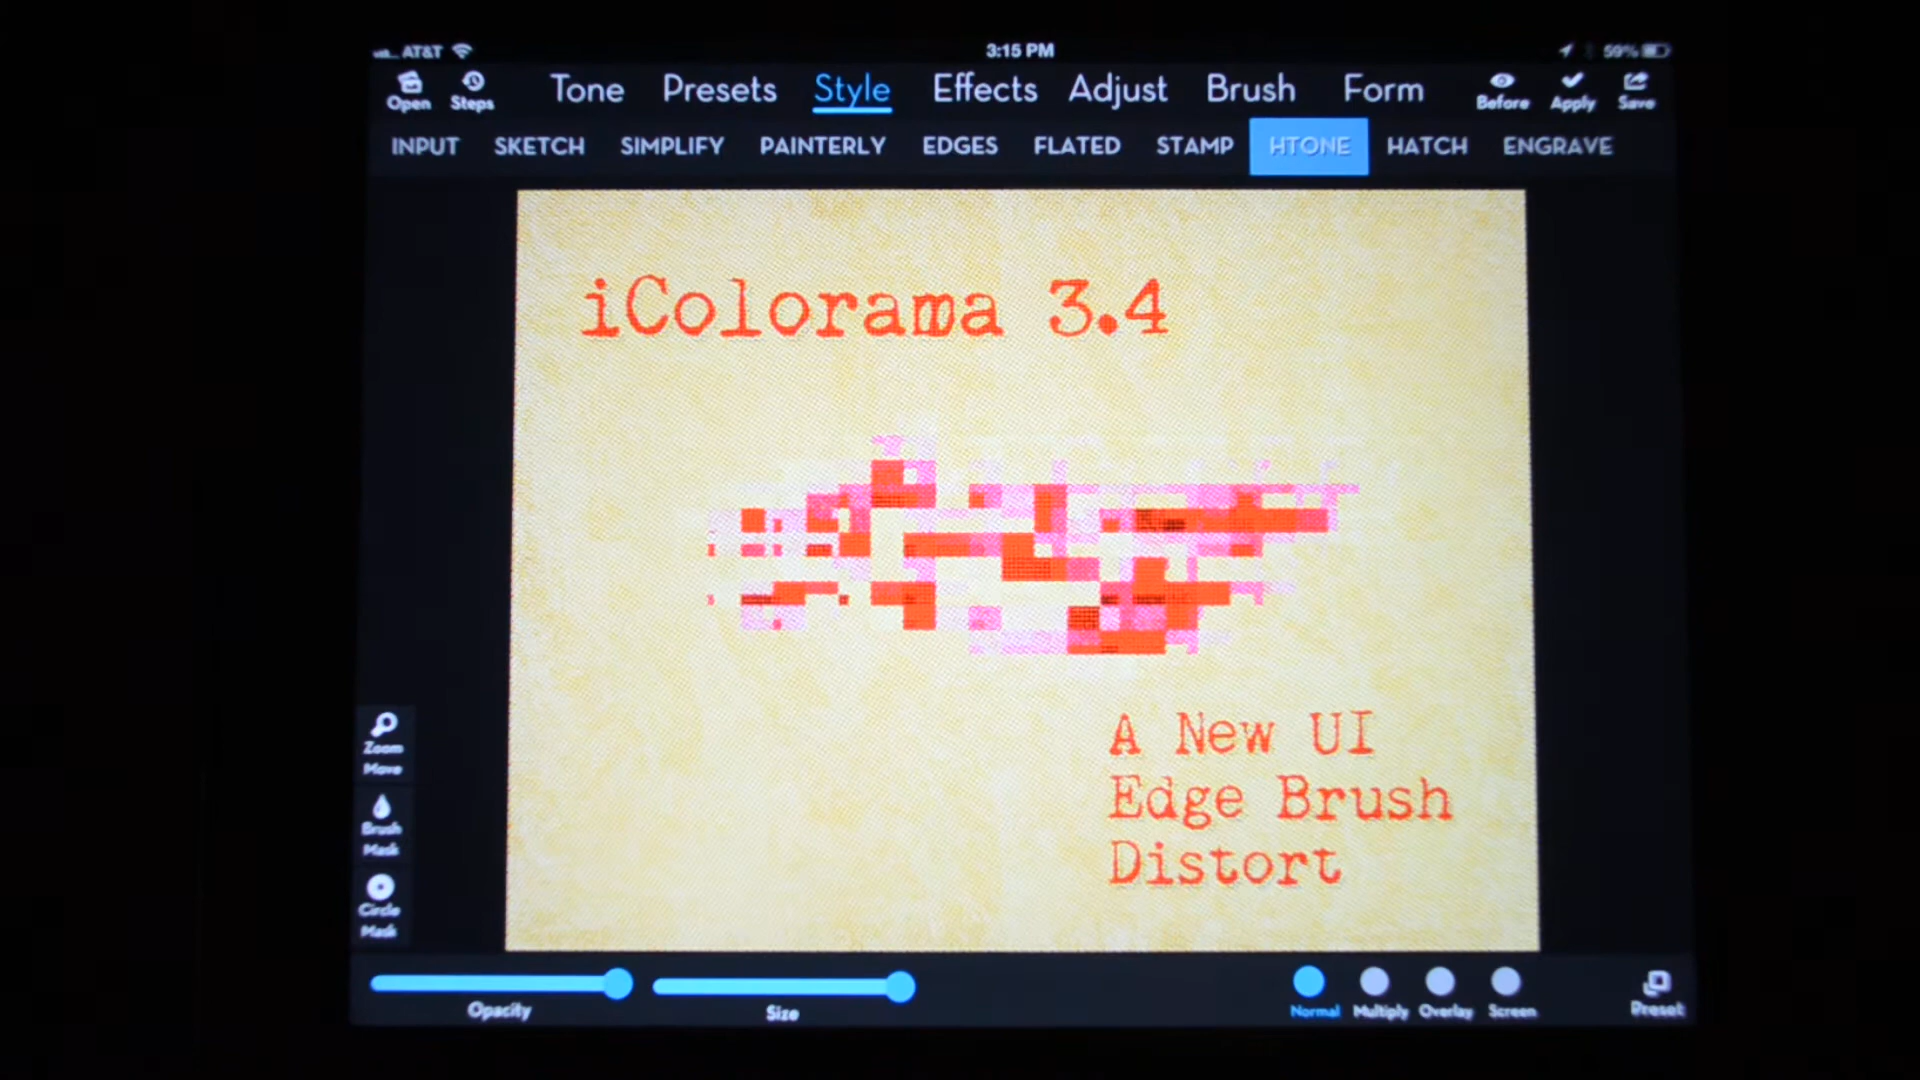 AT&T 3:15 PM 59%
Open Steps Tone Presets Style Effects Adjust Brush Form Before Apply Save
INPUT SKETCH SIMPLIFY PAINTERLY EDGES FLATED STAMP HTONE HATCH ENGRAVE
iColorama 3.4
A New UI
Edge Brush
Distort
Zoom
Move
Brush
Mask
Circle
Mask
Opacity Size Normal Multiply Overlay Screen Preset